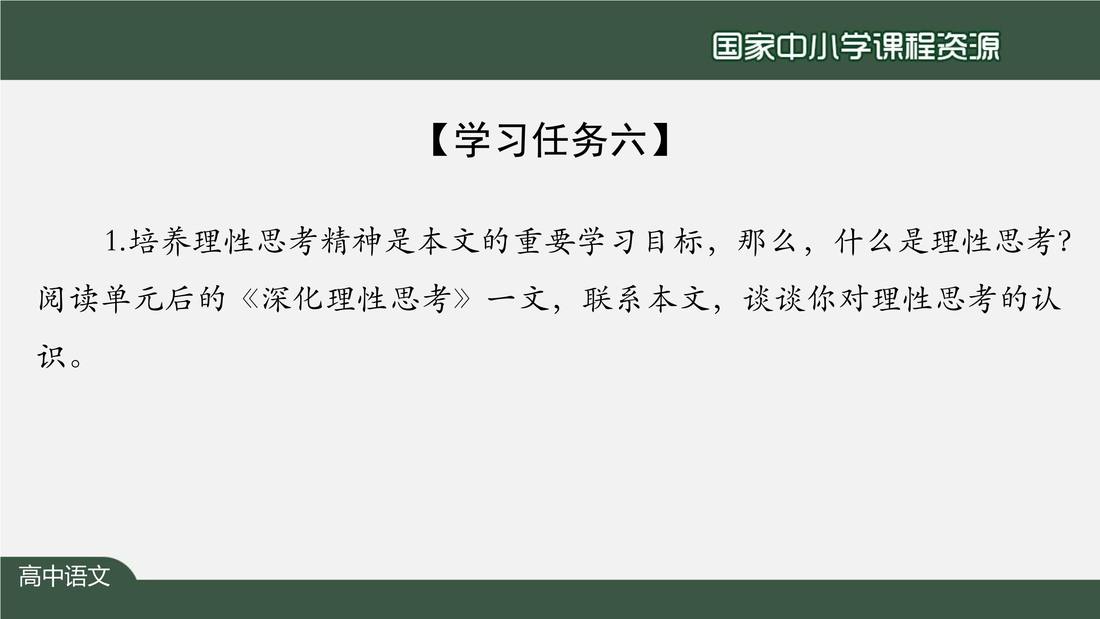 国家中小学课程资源
【学习任务六】
1.培养理性思考精神是本文的重要学习目标，那么，什么是理性思考？
阅读单元后的《深化理性思考》一文，联系本文，谈谈你对理性思考的认
识。
高中语文